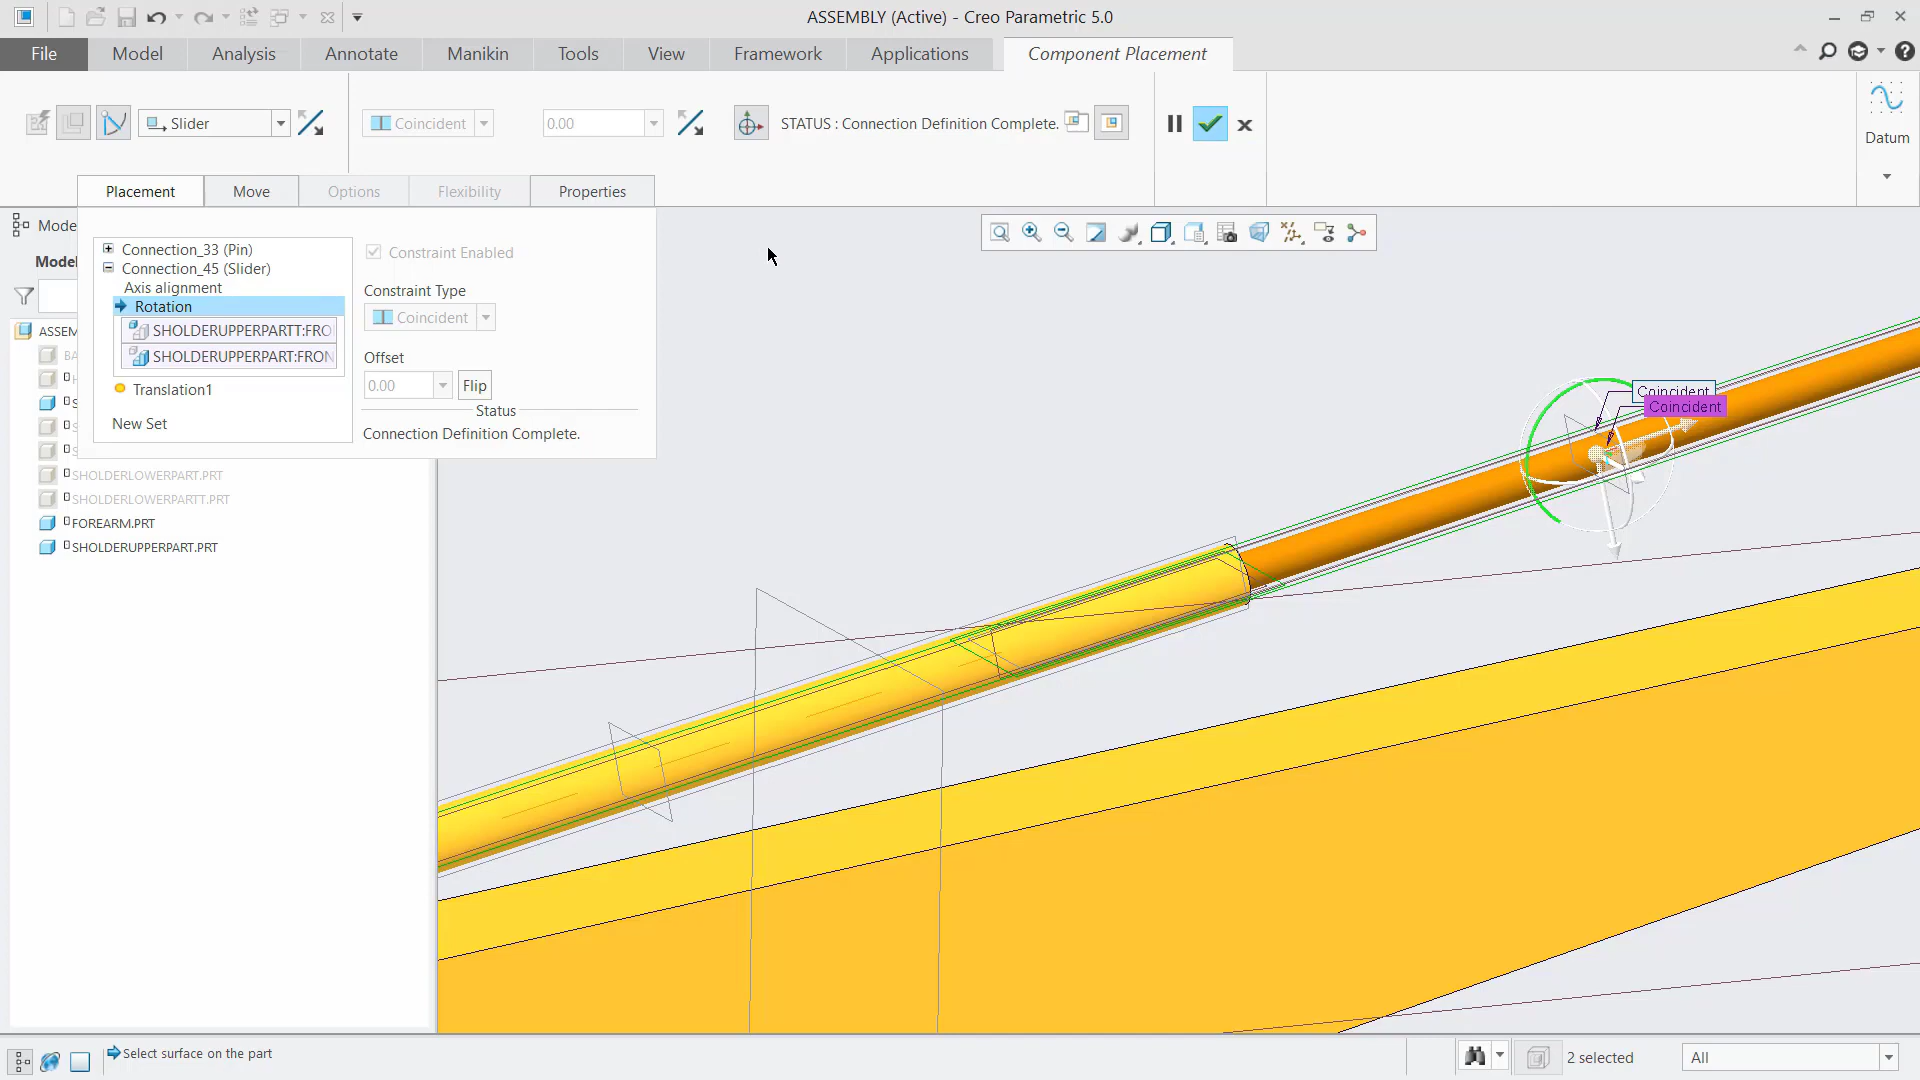 ASSEMBLY (Active) - Creo Parametric 5.0
File Model Analysis Annotate Manikin Tools View Framework Applications Component Placement
Slider Coincident 0.00 STATUS : Connection Definition Complete.
Datum
Placement Move Options Flexibility Properties
Mode
Model
Connection_33 (Pin)
Connection_45 (Slider)
Axis alignment
Rotation
SHOLDERUPPERPARTT:FRO
SHOLDERUPPERPART:FRON
Translation1
New Set
Constraint Enabled
Constraint Type
Coincident
Offset
0.00 Flip
Status
Connection Definition Complete.
ASSEM
BA
SHOLDERLOWERPART.PRT
SHOLDERLOWERPARTT.PRT
FOREARM.PRT
SHOLDERUPPERPART.PRT
Coincident
Coincident
Select surface on the part
2 selected All